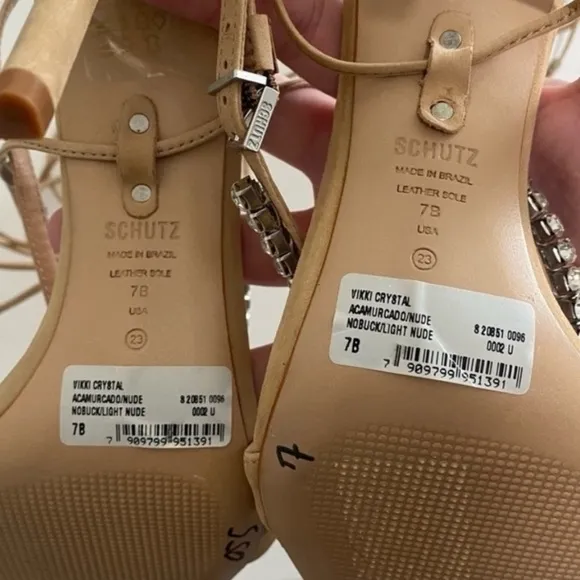 SCHUTZ
SCHUTZ
MADE IN BRAZIL
LEATHER SOLE
7B
USA
23
VIKKI CRYSTAL
ACAMURCADO/NUDE 8 20851 0096
NOBUCK/LIGHT NUDE 0002 U
7B
7 909799 951391
SCHUTZ
MADE IN BRAZIL
LEATHER SOLE
7B
USA
23
VIKKI CRYSTAL
ACAMURCADO/NUDE 8 20851 0096
NOBUCK/LIGHT NUDE 0002 U
7B
7 909799 951391